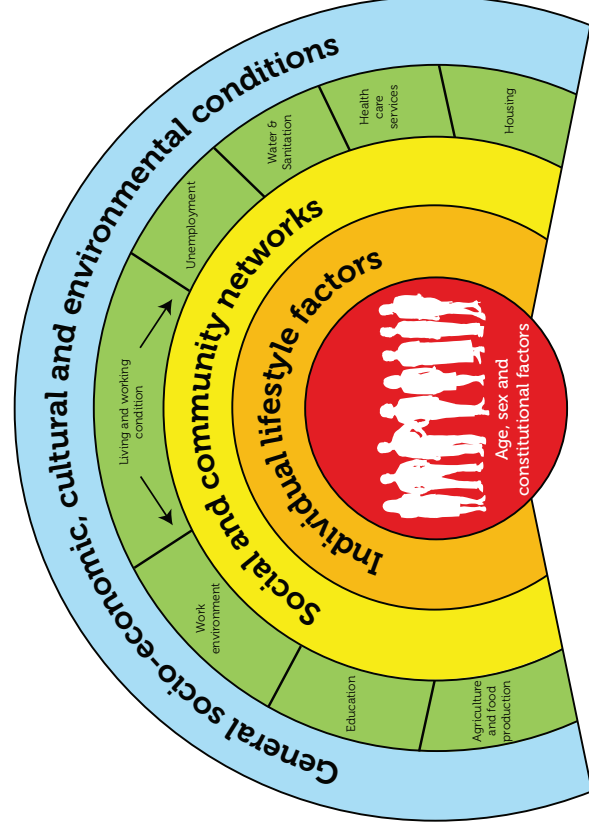 General socio-economic, cultural and environmental conditions
Living and working
condition
Agriculture
and food
production
Education
Work
environment
Unemployment
Water &
Sanitation
Health
care
services
Housing
Social and community networks
Individual lifestyle factors
Age, sex and
constitutional factors